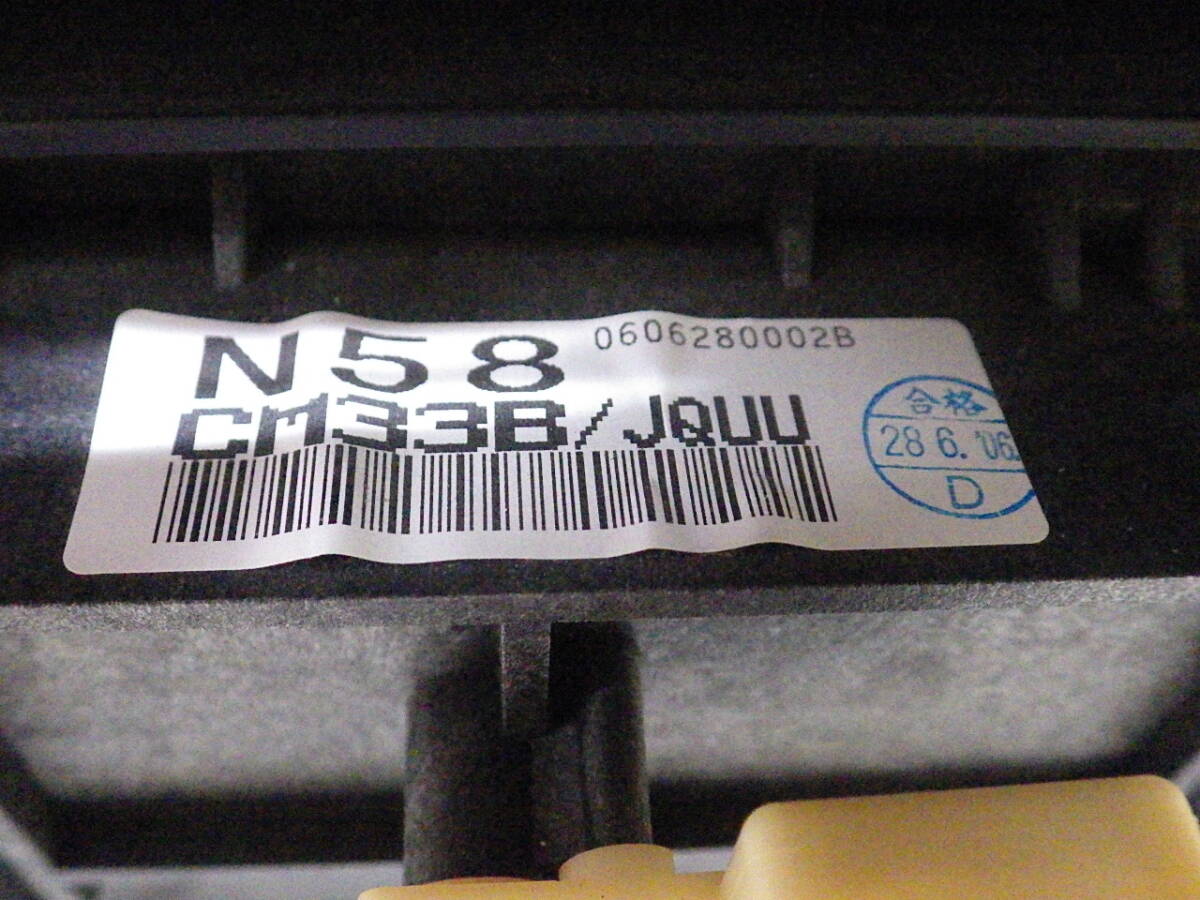 N58
0606280002B
CM33B/JQUU
合格
28 6. '06
D